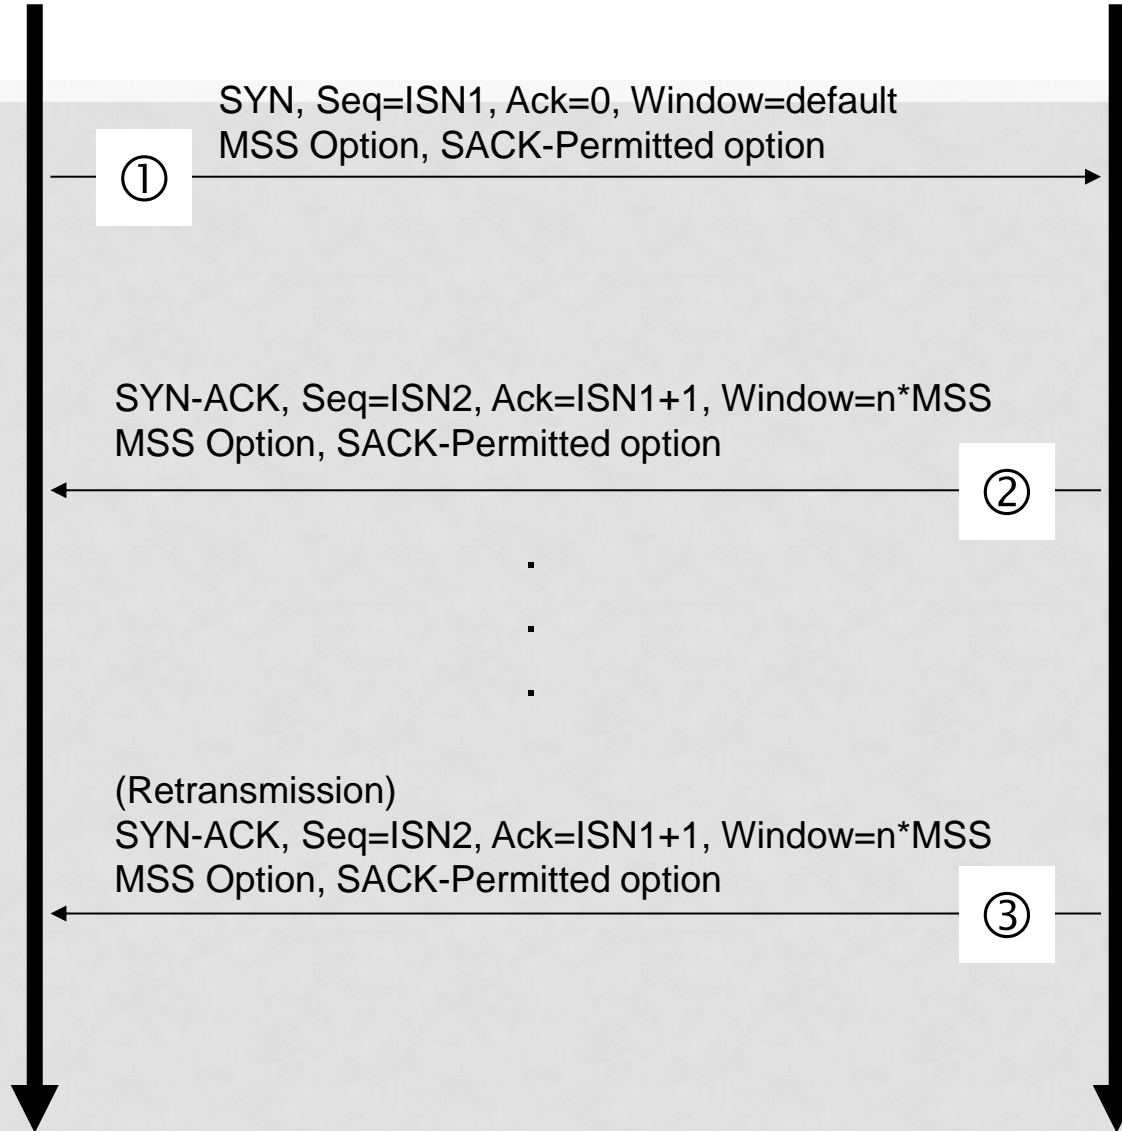 SYN, Seq=ISN1, Ack=0, Window=default
MSS Option, SACK-Permitted option
①
SYN-ACK, Seq=ISN2, Ack=ISN1+1, Window=n*MSS
MSS Option, SACK-Permitted option
②
.
.
.
(Retransmission)
SYN-ACK, Seq=ISN2, Ack=ISN1+1, Window=n*MSS
MSS Option, SACK-Permitted option
③